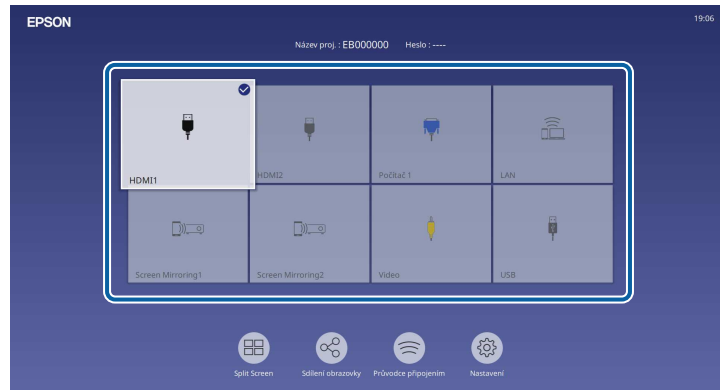 EPSON
19:06
Název proj. : EB000000 Heslo : ----
HDMI1
HDMI2
Počítač 1
LAN
Screen Mirroring1
Screen Mirroring2
Video
USB
Split Screen
Sdílení obrazovky
Průvodce připojením
Nastavení